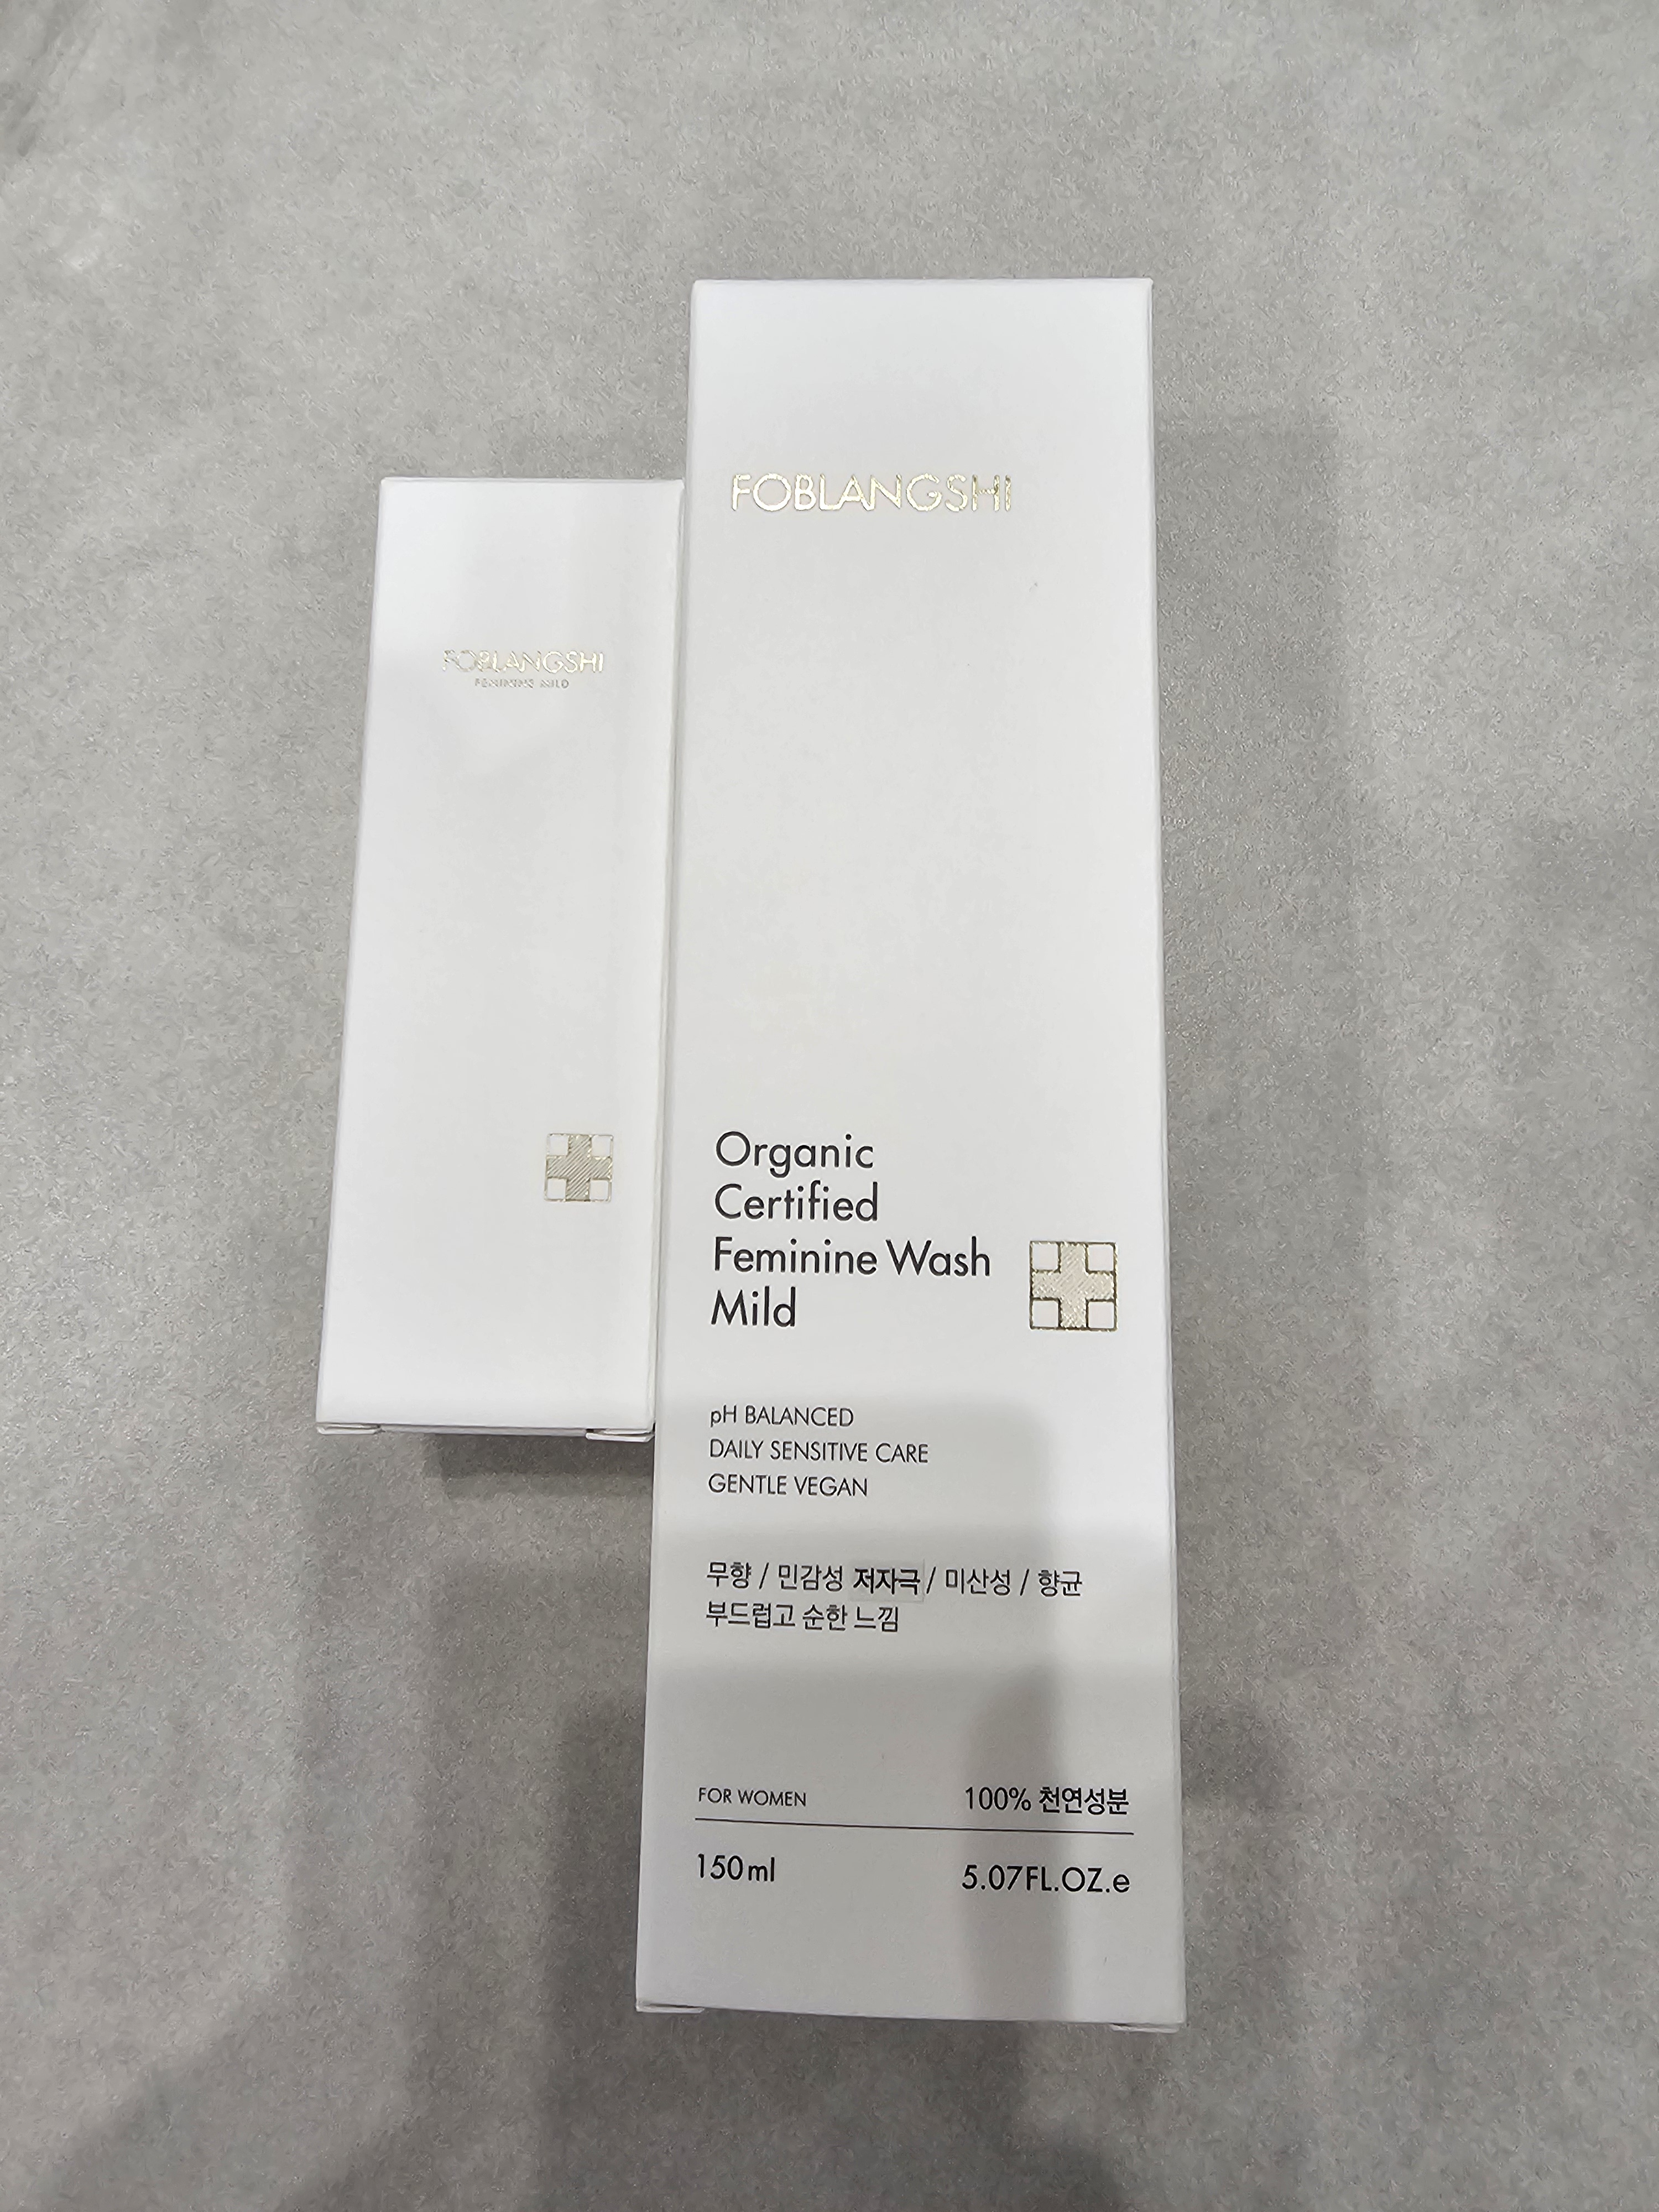 FOBLANGSHI
FEMININE MILD
FOBLANGSHI
Organic
Certified
Feminine Wash
Mild
pH BALANCED
DAILY SENSITIVE CARE
GENTLE VEGAN
무향 / 민감성 저자극 / 미산성 / 향균
부드럽고 순한 느낌
FOR WOMEN 100% 천연성분
150ml 5.07FL.OZ.e